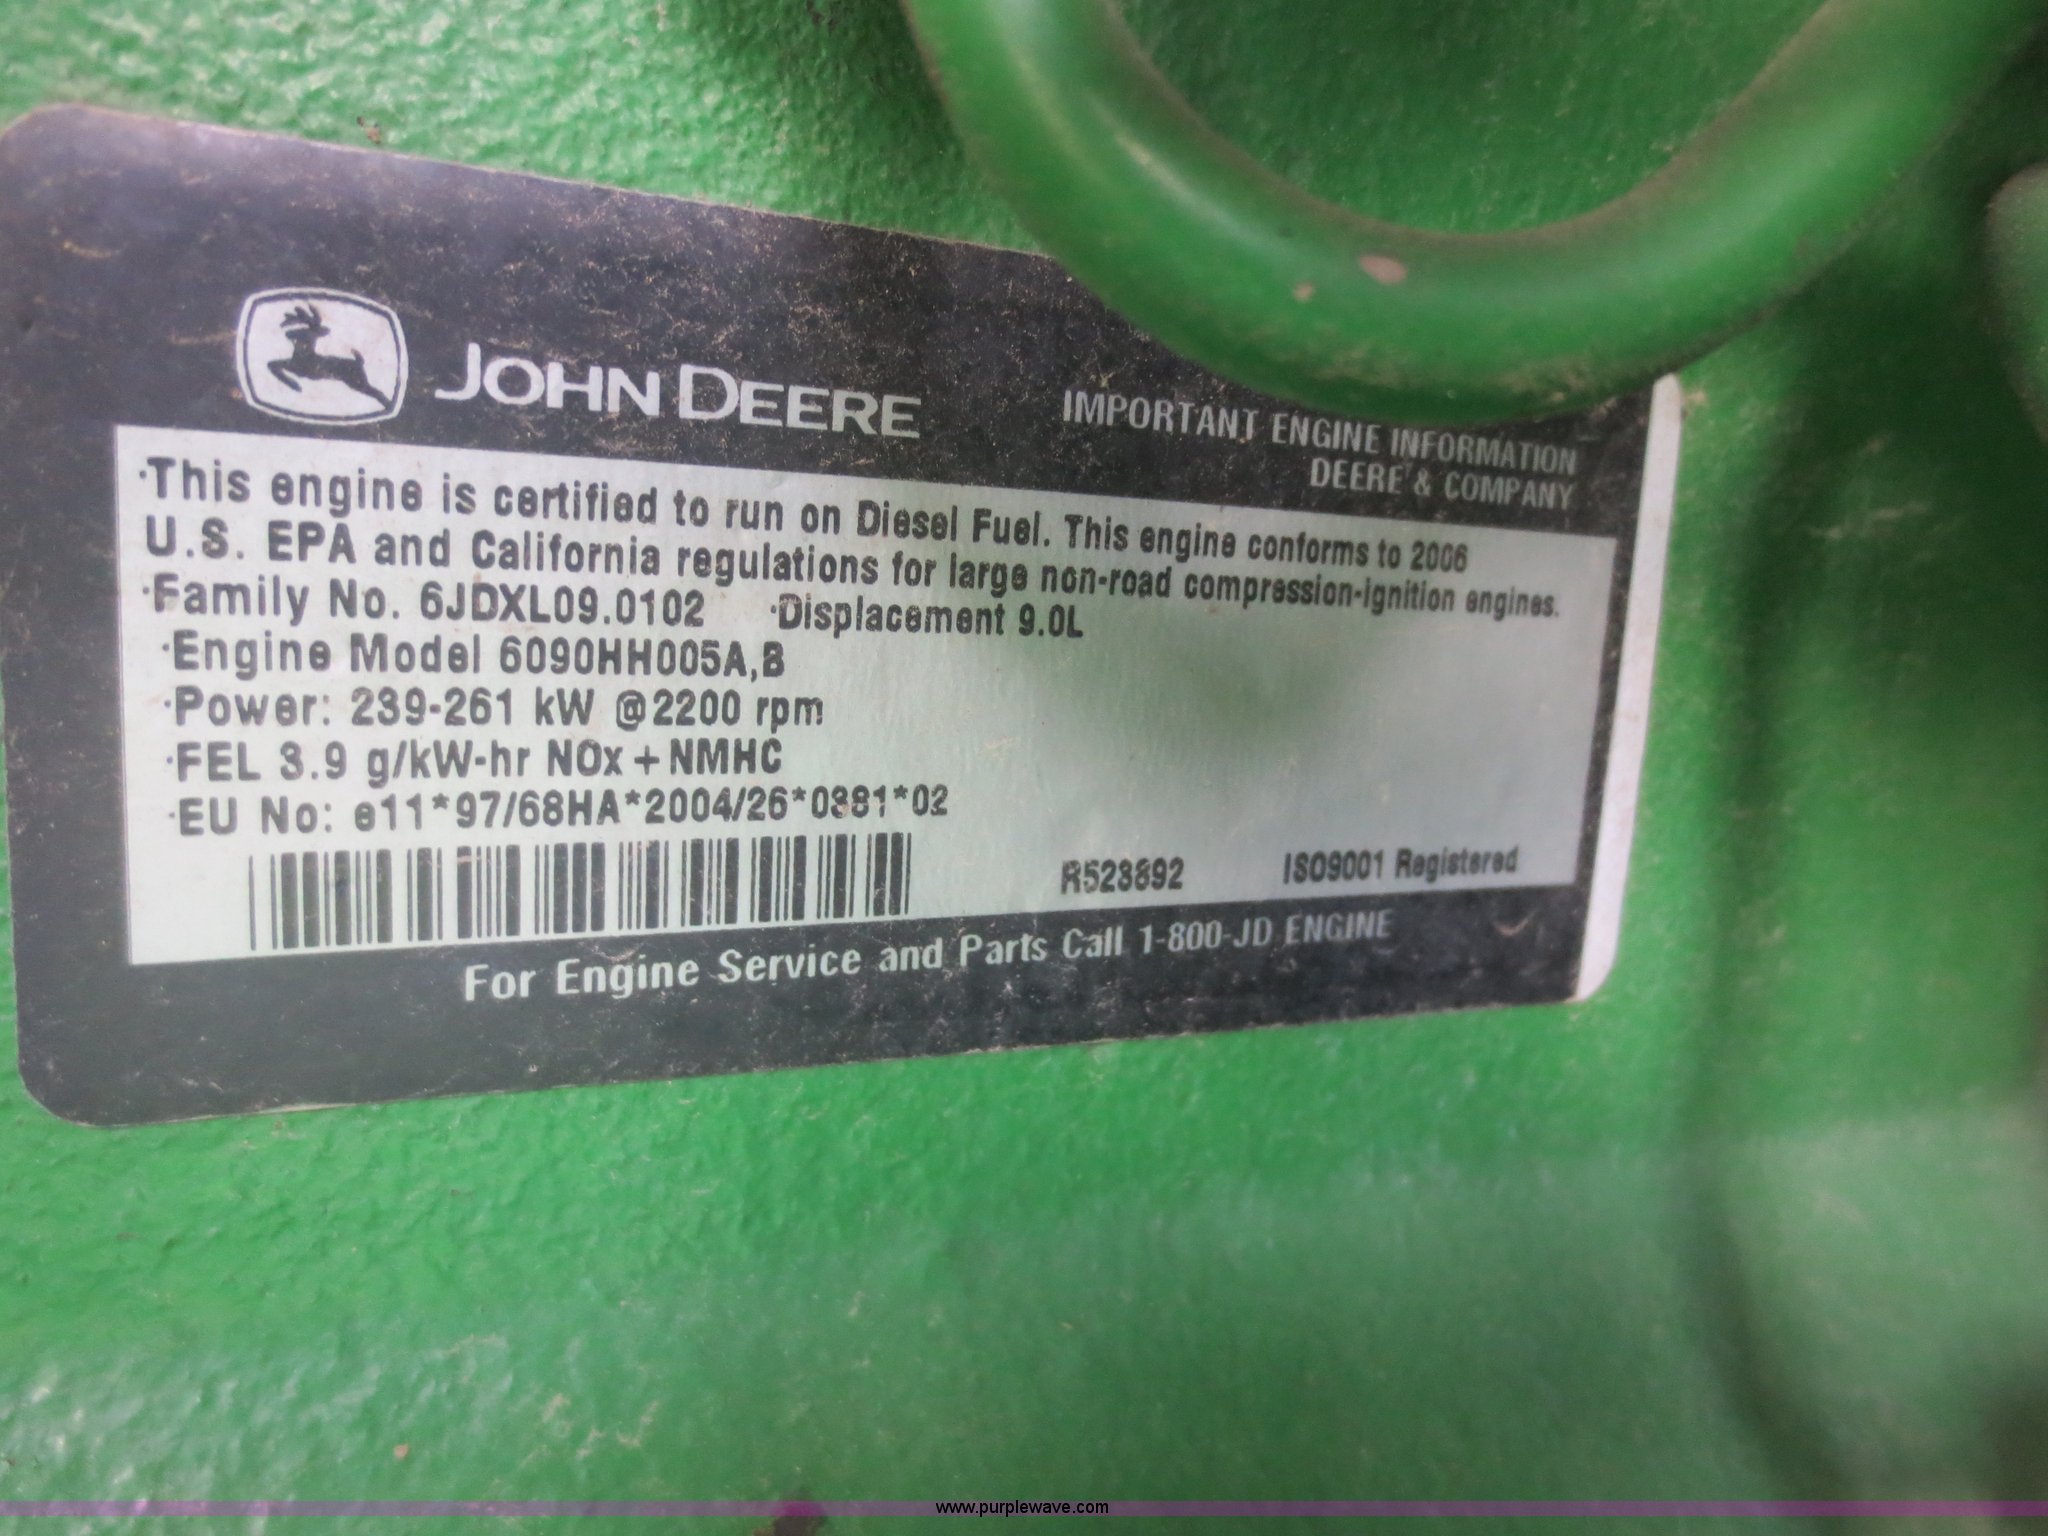 JOHN DEERE
IMPORTANT ENGINE INFORMATION
DEERE & COMPANY
·This engine is certified to run on Diesel Fuel. This engine conforms to 2006
U.S. EPA and California regulations for large non-road compression-ignition engines.
·Family No. 6JDXL09.0102 ·Displacement 9.0L
·Engine Model 6090HH005A,B
·Power: 239-261 kW @2200 rpm
·FEL 3.9 g/kW-hr NOx + NMHC
·EU No: e11*97/68HA*2004/26*0381*02
R523892 ISO9001 Registered
For Engine Service and Parts Call 1-800-JD ENGINE
www.purplewave.com